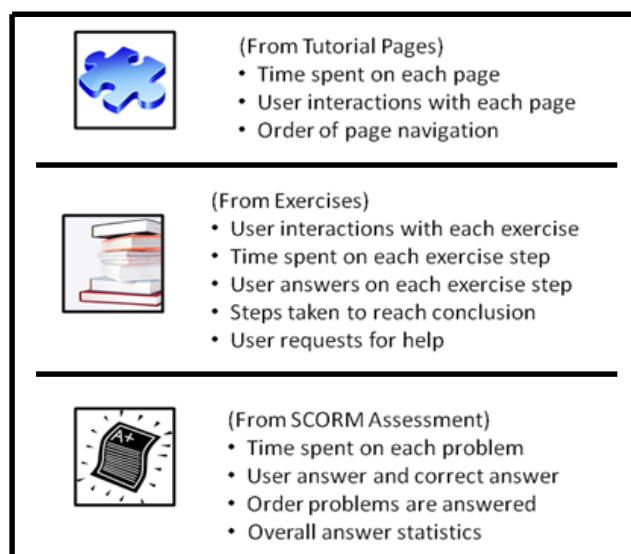 (From Tutorial Pages)
• Time spent on each page
• User interactions with each page
• Order of page navigation
(From Exercises)
• User interactions with each exercise
• Time spent on each exercise step
• User answers on each exercise step
• Steps taken to reach conclusion
• User requests for help
A+
(From SCORM Assessment)
• Time spent on each problem
• User answer and correct answer
• Order problems are answered
• Overall answer statistics